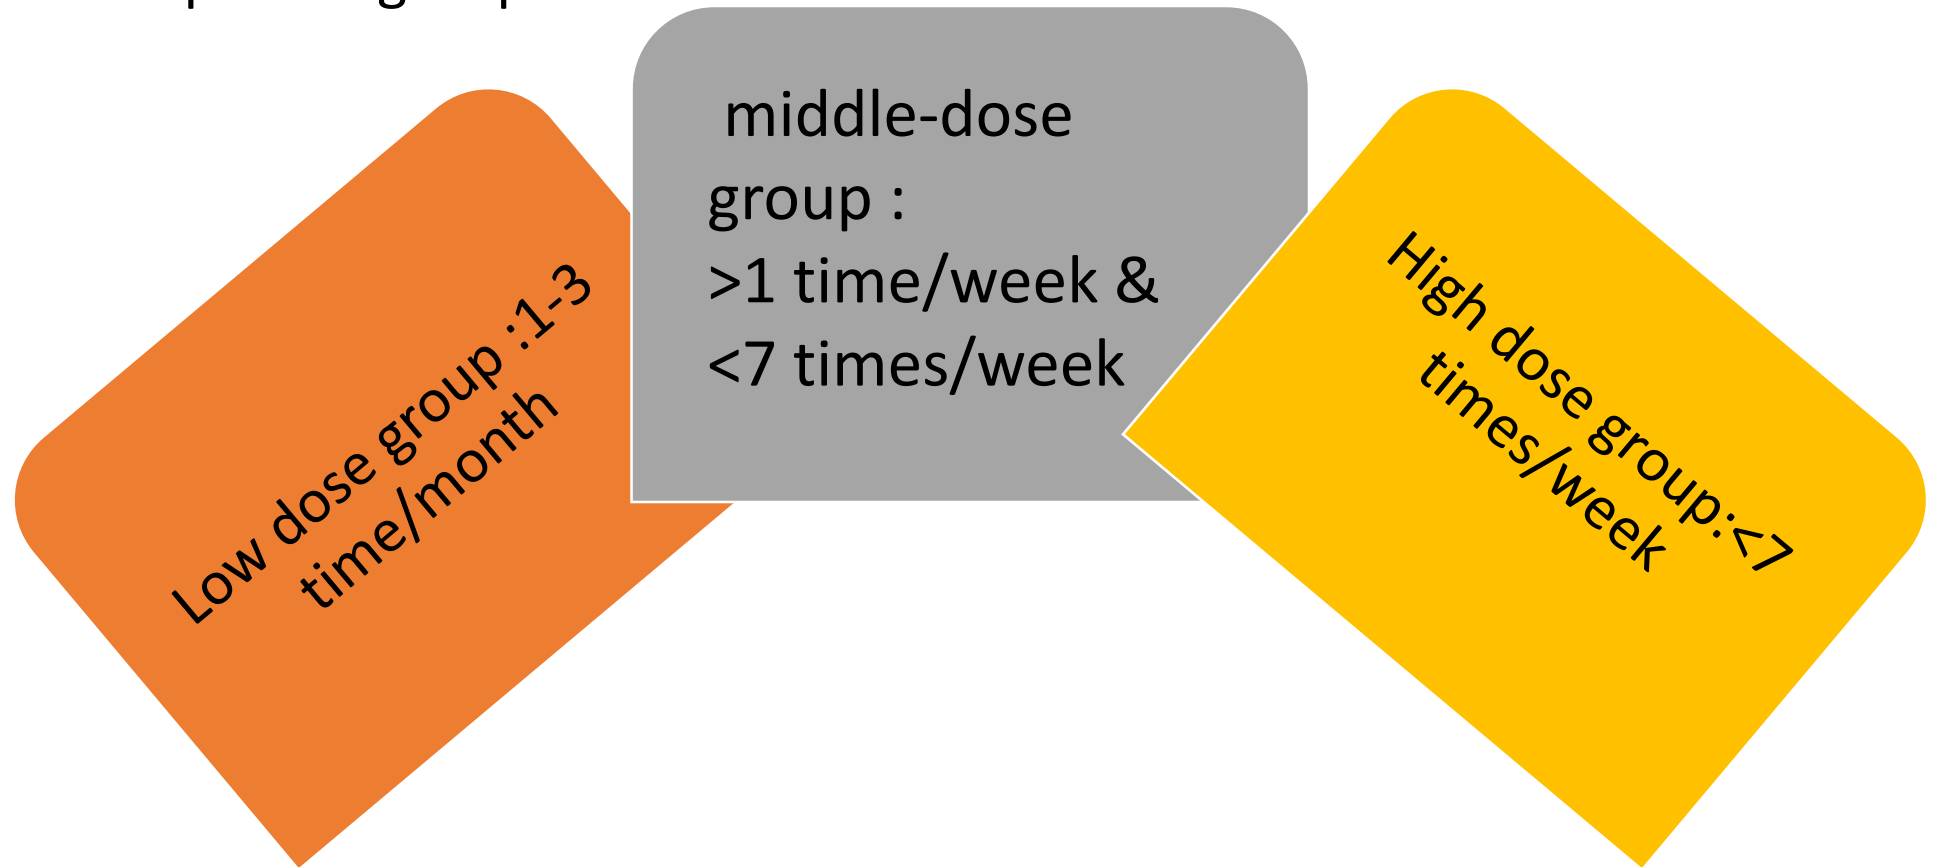 Low dose group :1-3
time/month
middle-dose
group :
>1 time/week &
<7 times/week
High dose group:<7
times/week